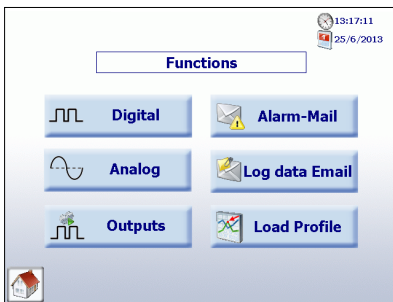 13:17:11
25/6/2013
Functions
Digital
Alarm-Mail
Analog
Log data Email
Outputs
Load Profile